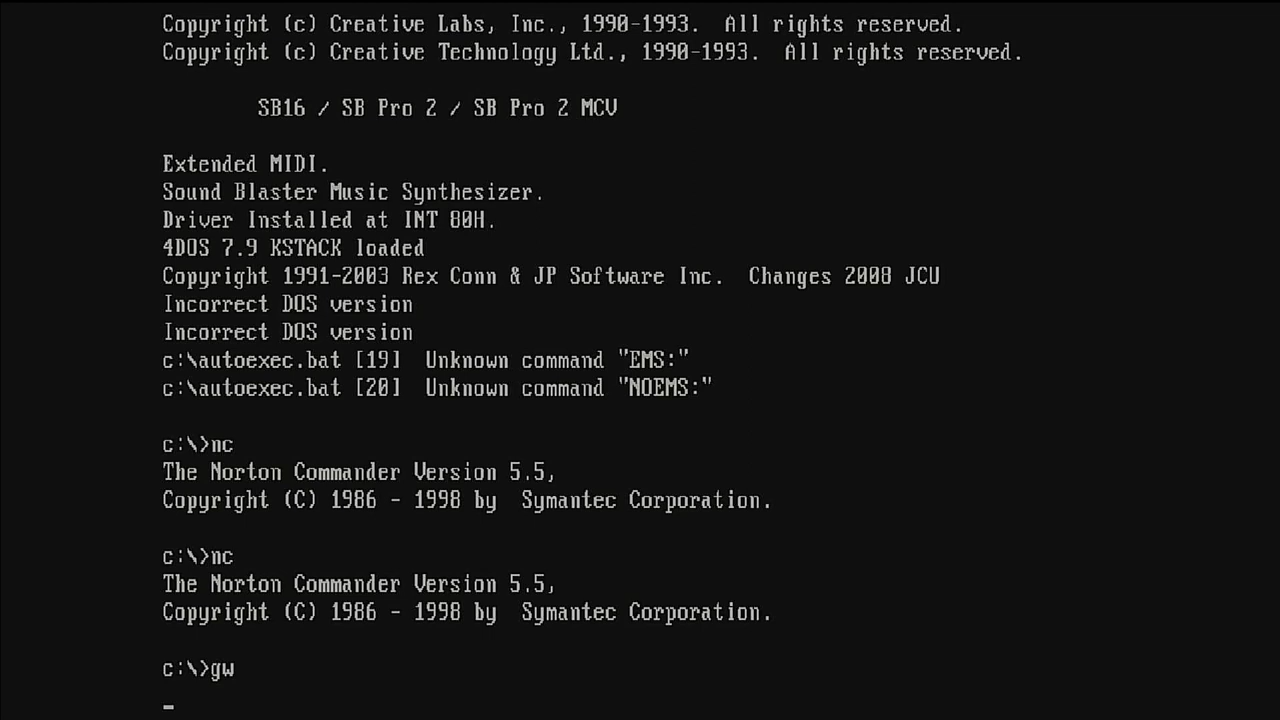 Copyright (c) Creative Labs, Inc., 1990-1993.  All rights reserved.
Copyright (c) Creative Technology Ltd., 1990-1993.  All rights reserved.
SB16 / SB Pro 2 / SB Pro 2 MCV
Extended MIDI.
Sound Blaster Music Synthesizer.
Driver Installed at INT 80H.
4DOS 7.9 KSTACK loaded
Copyright 1991-2003 Rex Conn & JP Software Inc.  Changes 2008 JCU
Incorrect DOS version
Incorrect DOS version
c:\autoexec.bat [19]  Unknown command "EMS:"
c:\autoexec.bat [20]  Unknown command "NOEMS:"
c:\>nc
The Norton Commander Version 5.5,
Copyright (C) 1986 - 1998 by  Symantec Corporation.
c:\>nc
The Norton Commander Version 5.5,
Copyright (C) 1986 - 1998 by  Symantec Corporation.
c:\>gw